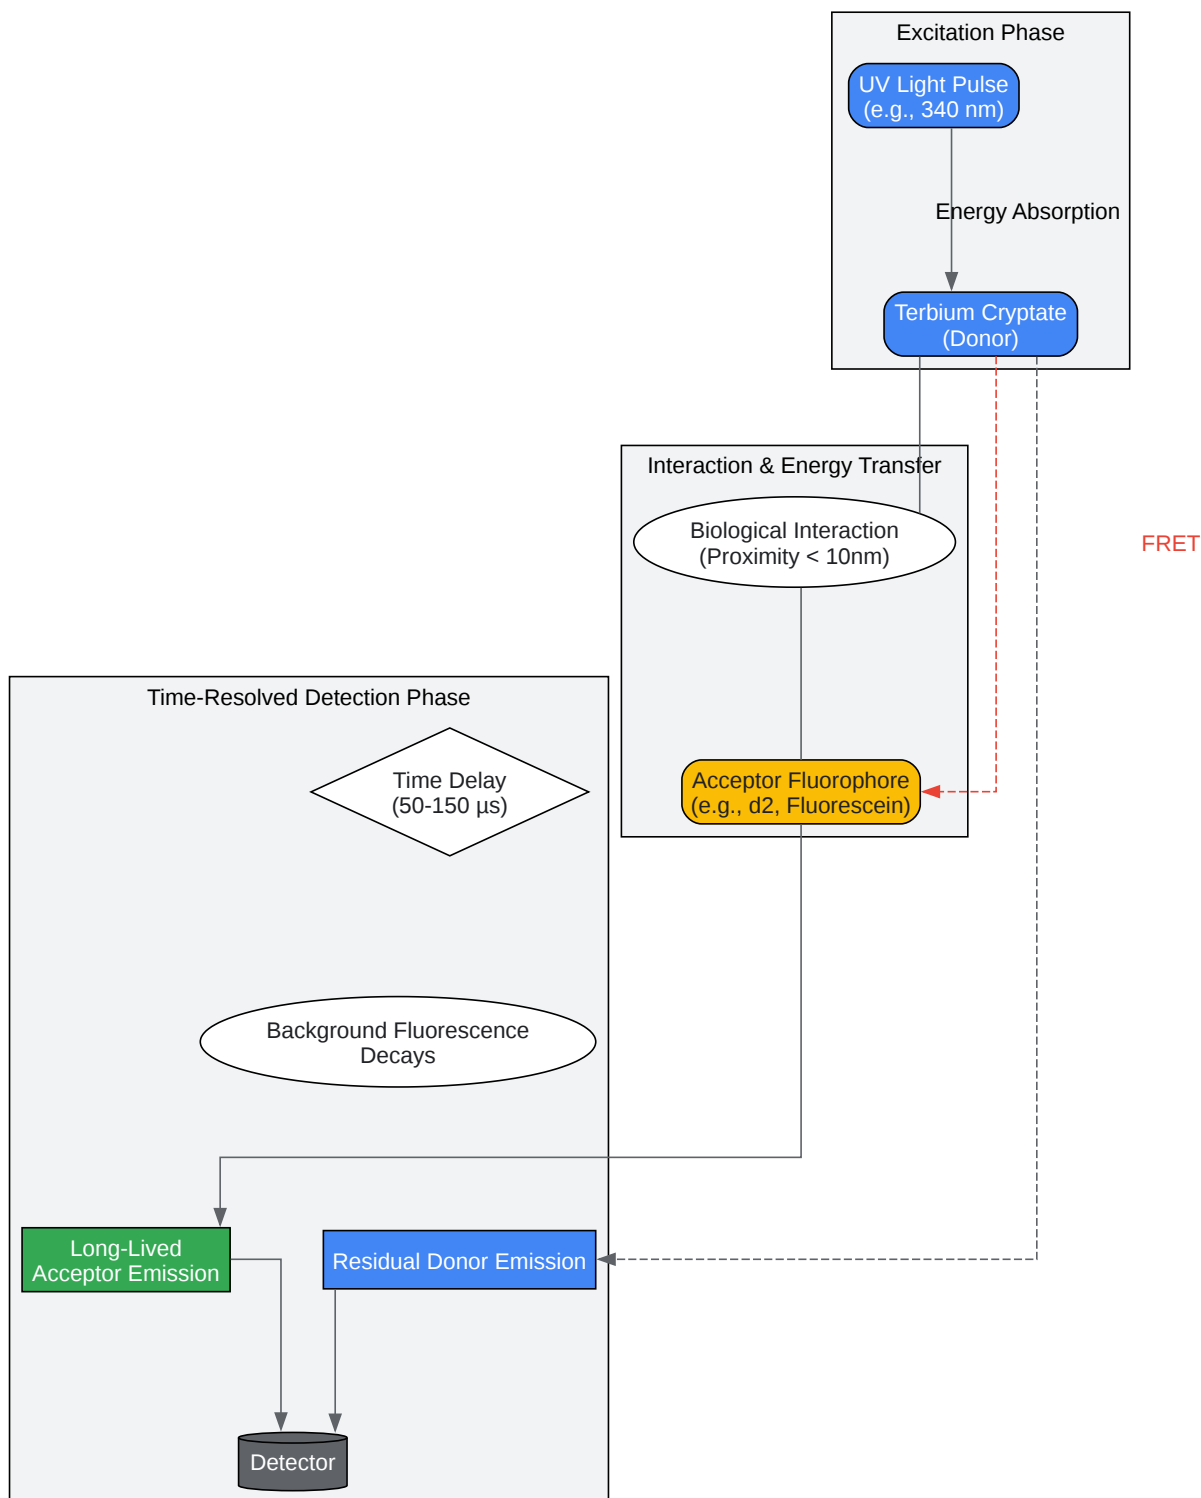 Excitation Phase
UV Light Pulse
(e.g., 340 nm)
Energy Absorption
Terbium Cryptate
(Donor)
Interaction & Energy Transfer
Biological Interaction
(Proximity < 10nm)
FRET
Acceptor Fluorophore
(e.g., d2, Fluorescein)
Time-Resolved Detection Phase
Time Delay
(50-150 µs)
Background Fluorescence
Decays
Long-Lived
Acceptor Emission
Residual Donor Emission
Detector